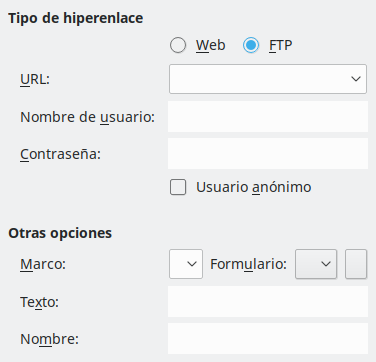 Tipo de hiperenlace
Web FTP
URL:
Nombre de usuario:
Contraseña:
Usuario anónimo
Otras opciones
Marco: Formulario:
Texto:
Nombre: